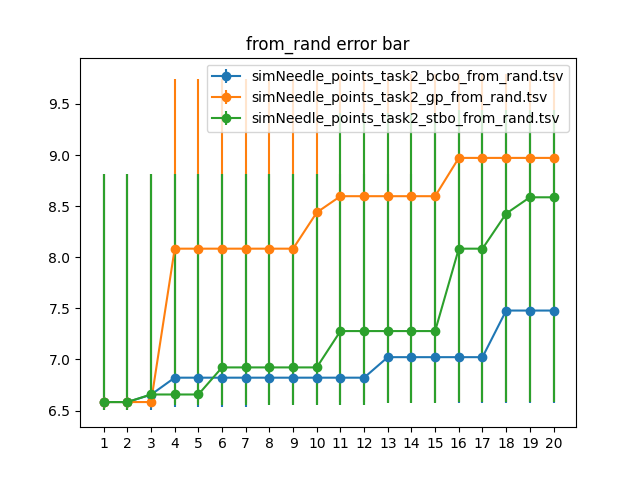 from_rand error bar
simNeedle_points_task2_bcbo_from_rand.tsv
simNeedle_points_task2_gp_from_rand.tsv
simNeedle_points_task2_stbo_from_rand.tsv
9.5
9.0
8.5
8.0
7.5
7.0
6.5
1 2 3 4 5 6 7 8 9 10 11 12 13 14 15 16 17 18 19 20